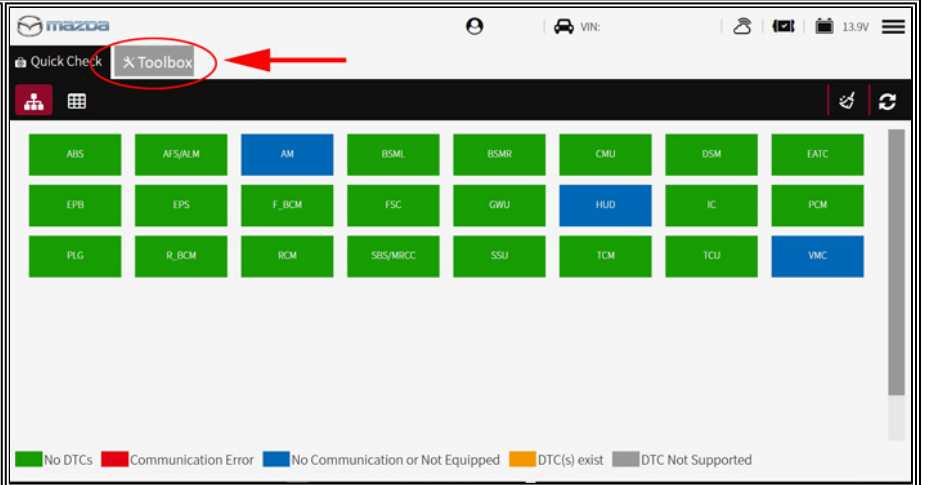 mazda VIN: 13.9V
Quick Check Toolbox
ABS AFS/ALM AM BSML BSMR CMU DSM EATC
EPB EPS F_BCM FSC GWU HUD IC PCM
PLG R_BCM RCM SBS/MRCC SSU TCM TCU VMC
No DTCs Communication Error No Communication or Not Equipped DTC(s) exist DTC Not Supported